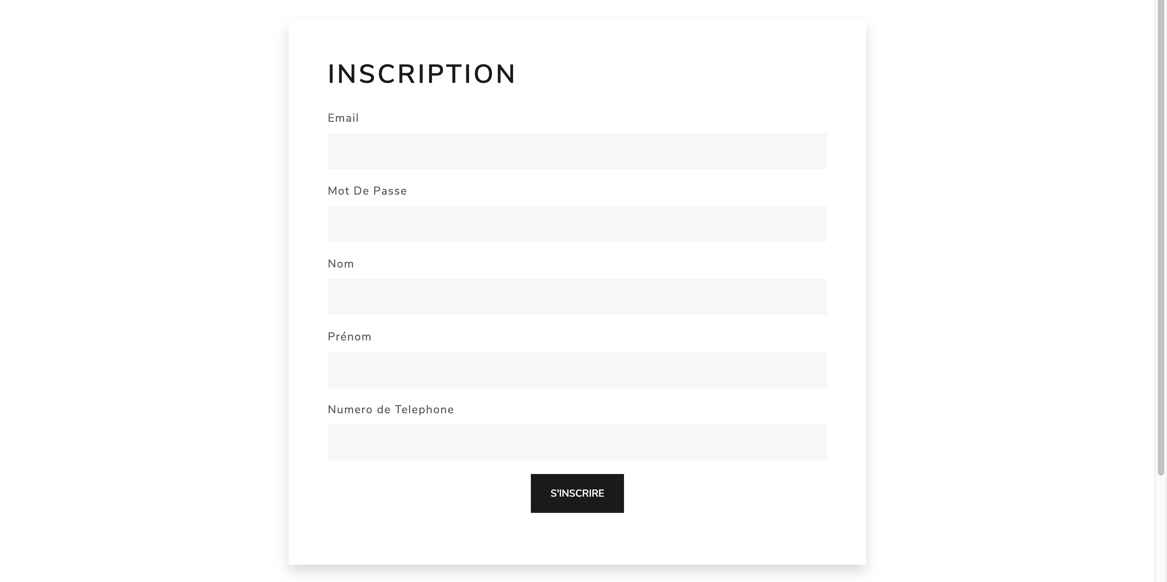 INSCRIPTION
Email
Mot De Passe
Nom
Prénom
Numero de Telephone
S'INSCRIRE